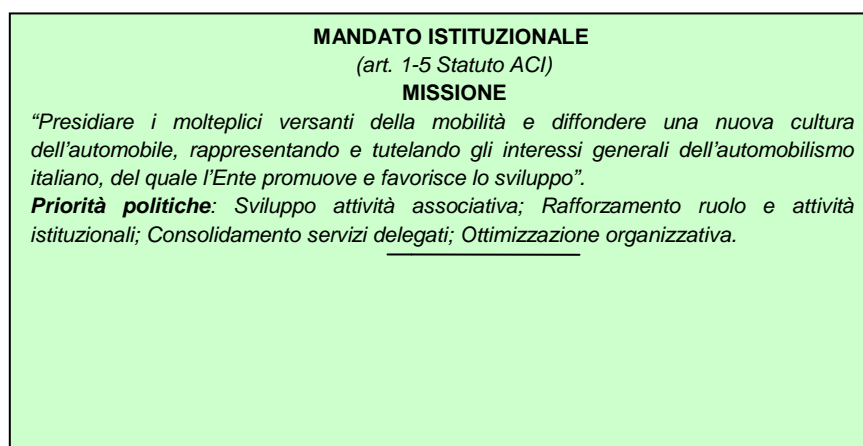 MANDATO ISTITUZIONALE
(art. 1-5 Statuto ACI)
MISSIONE
“Presidiare i molteplici versanti della mobilità e diffondere una nuova cultura
dell’automobile, rappresentando e tutelando gli interessi generali dell’automobilismo
italiano, del quale l’Ente promuove e favorisce lo sviluppo”.
Priorità politiche: Sviluppo attività associativa; Rafforzamento ruolo e attività
istituzionali; Consolidamento servizi delegati; Ottimizzazione organizzativa.